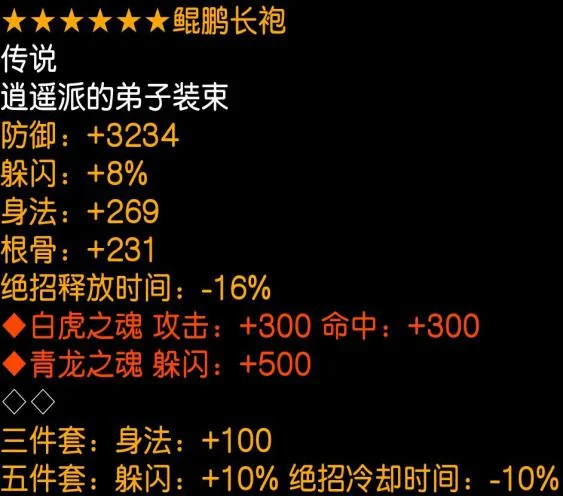 ★★★★★★鲲鹏长袍
传说
逍遥派的弟子装束
防御：+3234
躲闪：+8%
身法：+269
根骨：+231
绝招释放时间：-16%
◆白虎之魂 攻击：+300 命中：+300
◆青龙之魂 躲闪：+500
◇◇
三件套：身法：+100
五件套：躲闪：+10% 绝招冷却时间：-10%